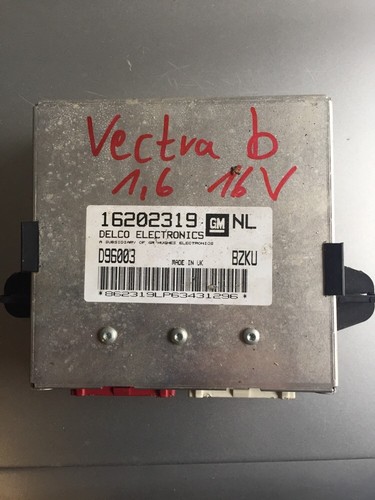 Vectra b
1,6 16V
16202319 GM NL
DELCO ELECTRONICS
A SUBSIDIARY OF GM HUGHES ELECTRONICS
D96003 MADE IN UK BZKU
*862319LP63431296*